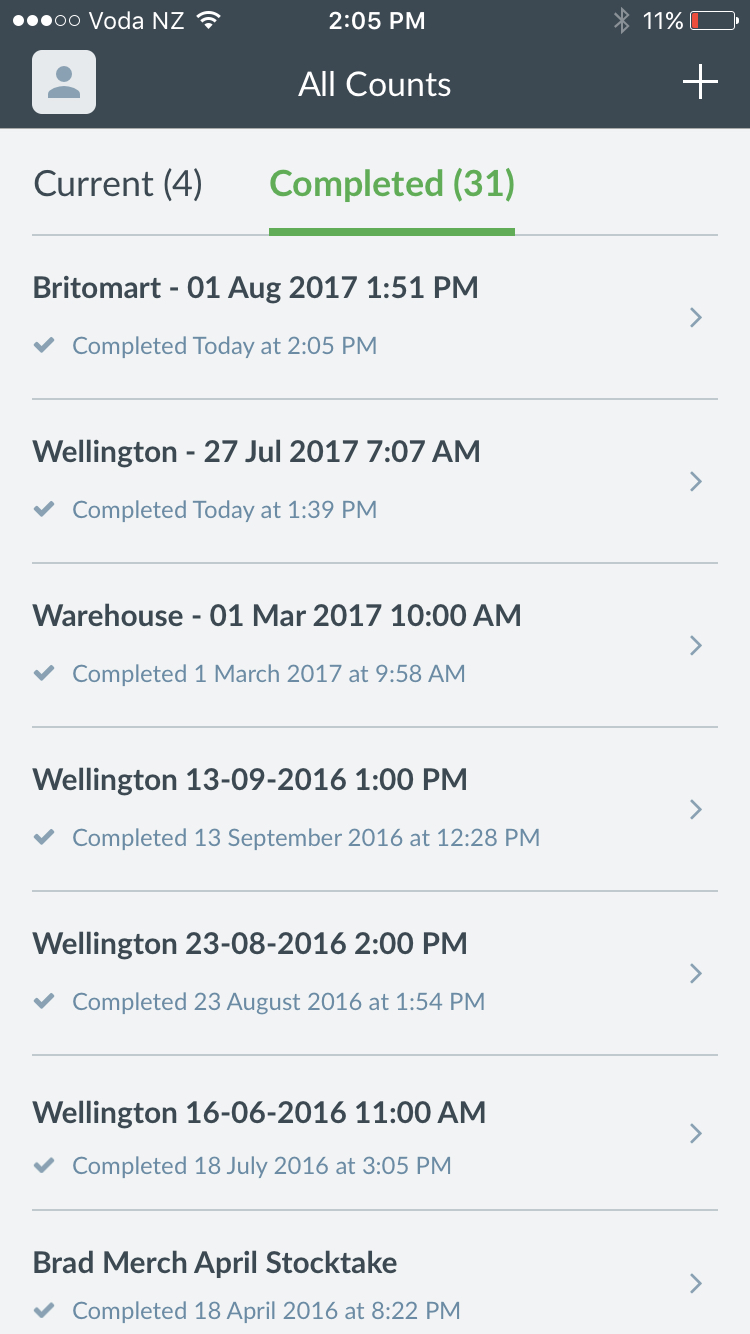 Voda NZ 2:05 PM 11%
All Counts
Current (4) Completed (31)
Britomart - 01 Aug 2017 1:51 PM
Completed Today at 2:05 PM
Wellington - 27 Jul 2017 7:07 AM
Completed Today at 1:39 PM
Warehouse - 01 Mar 2017 10:00 AM
Completed 1 March 2017 at 9:58 AM
Wellington 13-09-2016 1:00 PM
Completed 13 September 2016 at 12:28 PM
Wellington 23-08-2016 2:00 PM
Completed 23 August 2016 at 1:54 PM
Wellington 16-06-2016 11:00 AM
Completed 18 July 2016 at 3:05 PM
Brad Merch April Stocktake
Completed 18 April 2016 at 8:22 PM